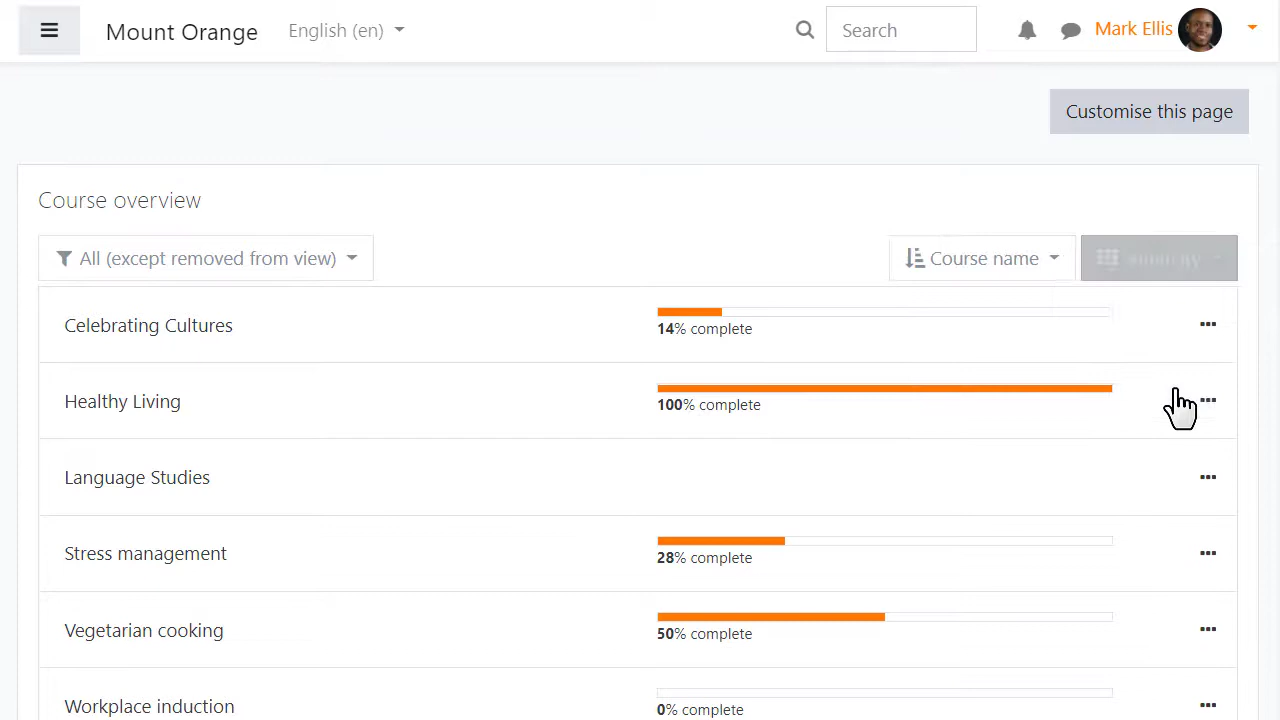 Mount Orange
English (en)
Search
Mark Ellis
Customise this page
Course overview
All (except removed from view)
Course name
Celebrating Cultures
14% complete
Healthy Living
100% complete
Language Studies
Stress management
28% complete
Vegetarian cooking
50% complete
Workplace induction
0% complete